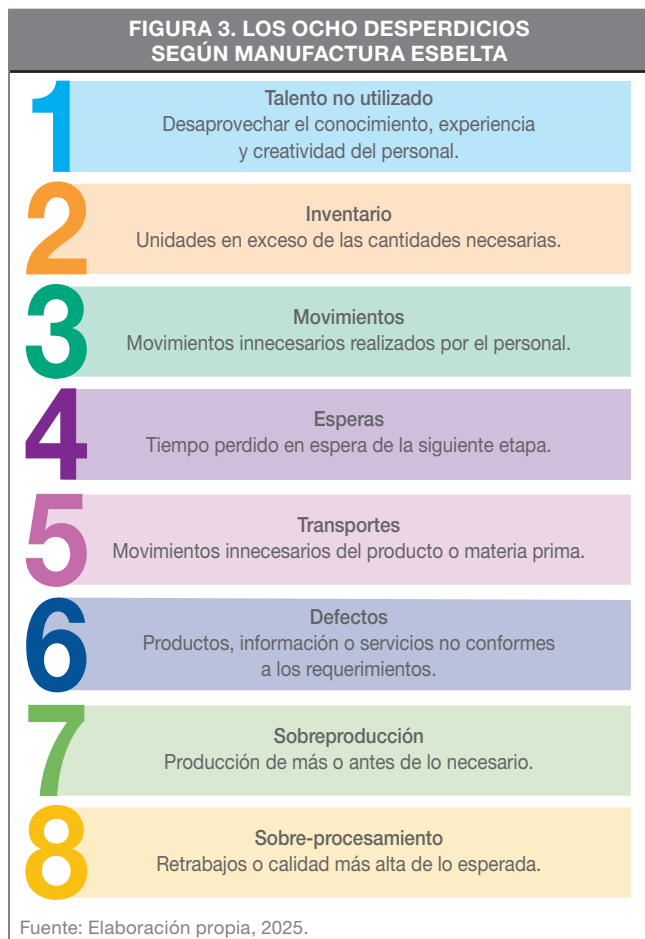 FIGURA 3. LOS OCHO DESPERDICIOS
SEGÚN MANUFACTURA ESBELTA
1
Talento no utilizado
Desaprovechar el conocimiento, experiencia
y creatividad del personal.
2
Inventario
Unidades en exceso de las cantidades necesarias.
3
Movimientos
Movimientos innecesarios realizados por el personal.
4
Esperas
Tiempo perdido en espera de la siguiente etapa.
5
Transportes
Movimientos innecesarios del producto o materia prima.
6
Defectos
Productos, información o servicios no conformes
a los requerimientos.
7
Sobreproducción
Producción de más o antes de lo necesario.
8
Sobre-procesamiento
Retrabajos o calidad más alta de lo esperada.
Fuente: Elaboración propia, 2025.